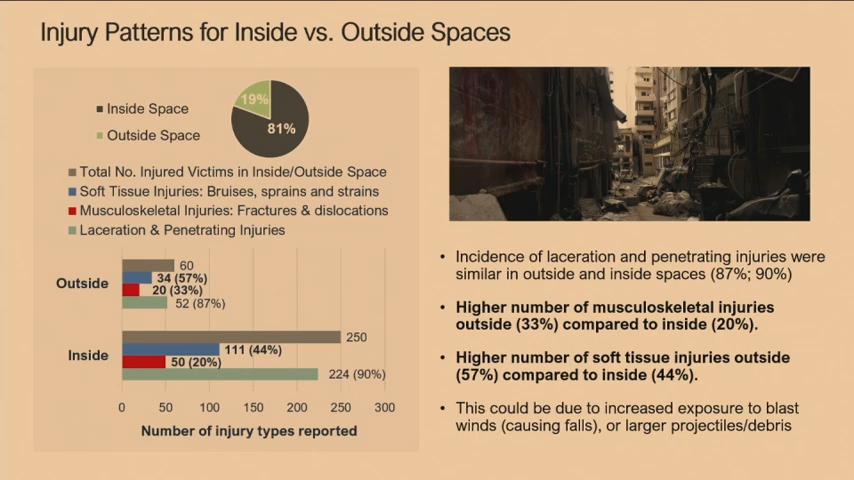 Injury Patterns for Inside vs. Outside Spaces
Inside Space
Outside Space
19%
81%
Total No. Injured Victims in Inside/Outside Space
Soft Tissue Injuries: Bruises, sprains and strains
Musculoskeletal Injuries: Fractures & dislocations
Laceration & Penetrating Injuries
Outside
60
34 (57%)
20 (33%)
52 (87%)
Inside
250
111 (44%)
50 (20%)
224 (90%)
0 50 100 150 200 250 300
Number of injury types reported
• Incidence of laceration and penetrating injuries were
similar in outside and inside spaces (87%; 90%)
• Higher number of musculoskeletal injuries
outside (33%) compared to inside (20%).
• Higher number of soft tissue injuries outside
(57%) compared to inside (44%).
• This could be due to increased exposure to blast
winds (causing falls), or larger projectiles/debris